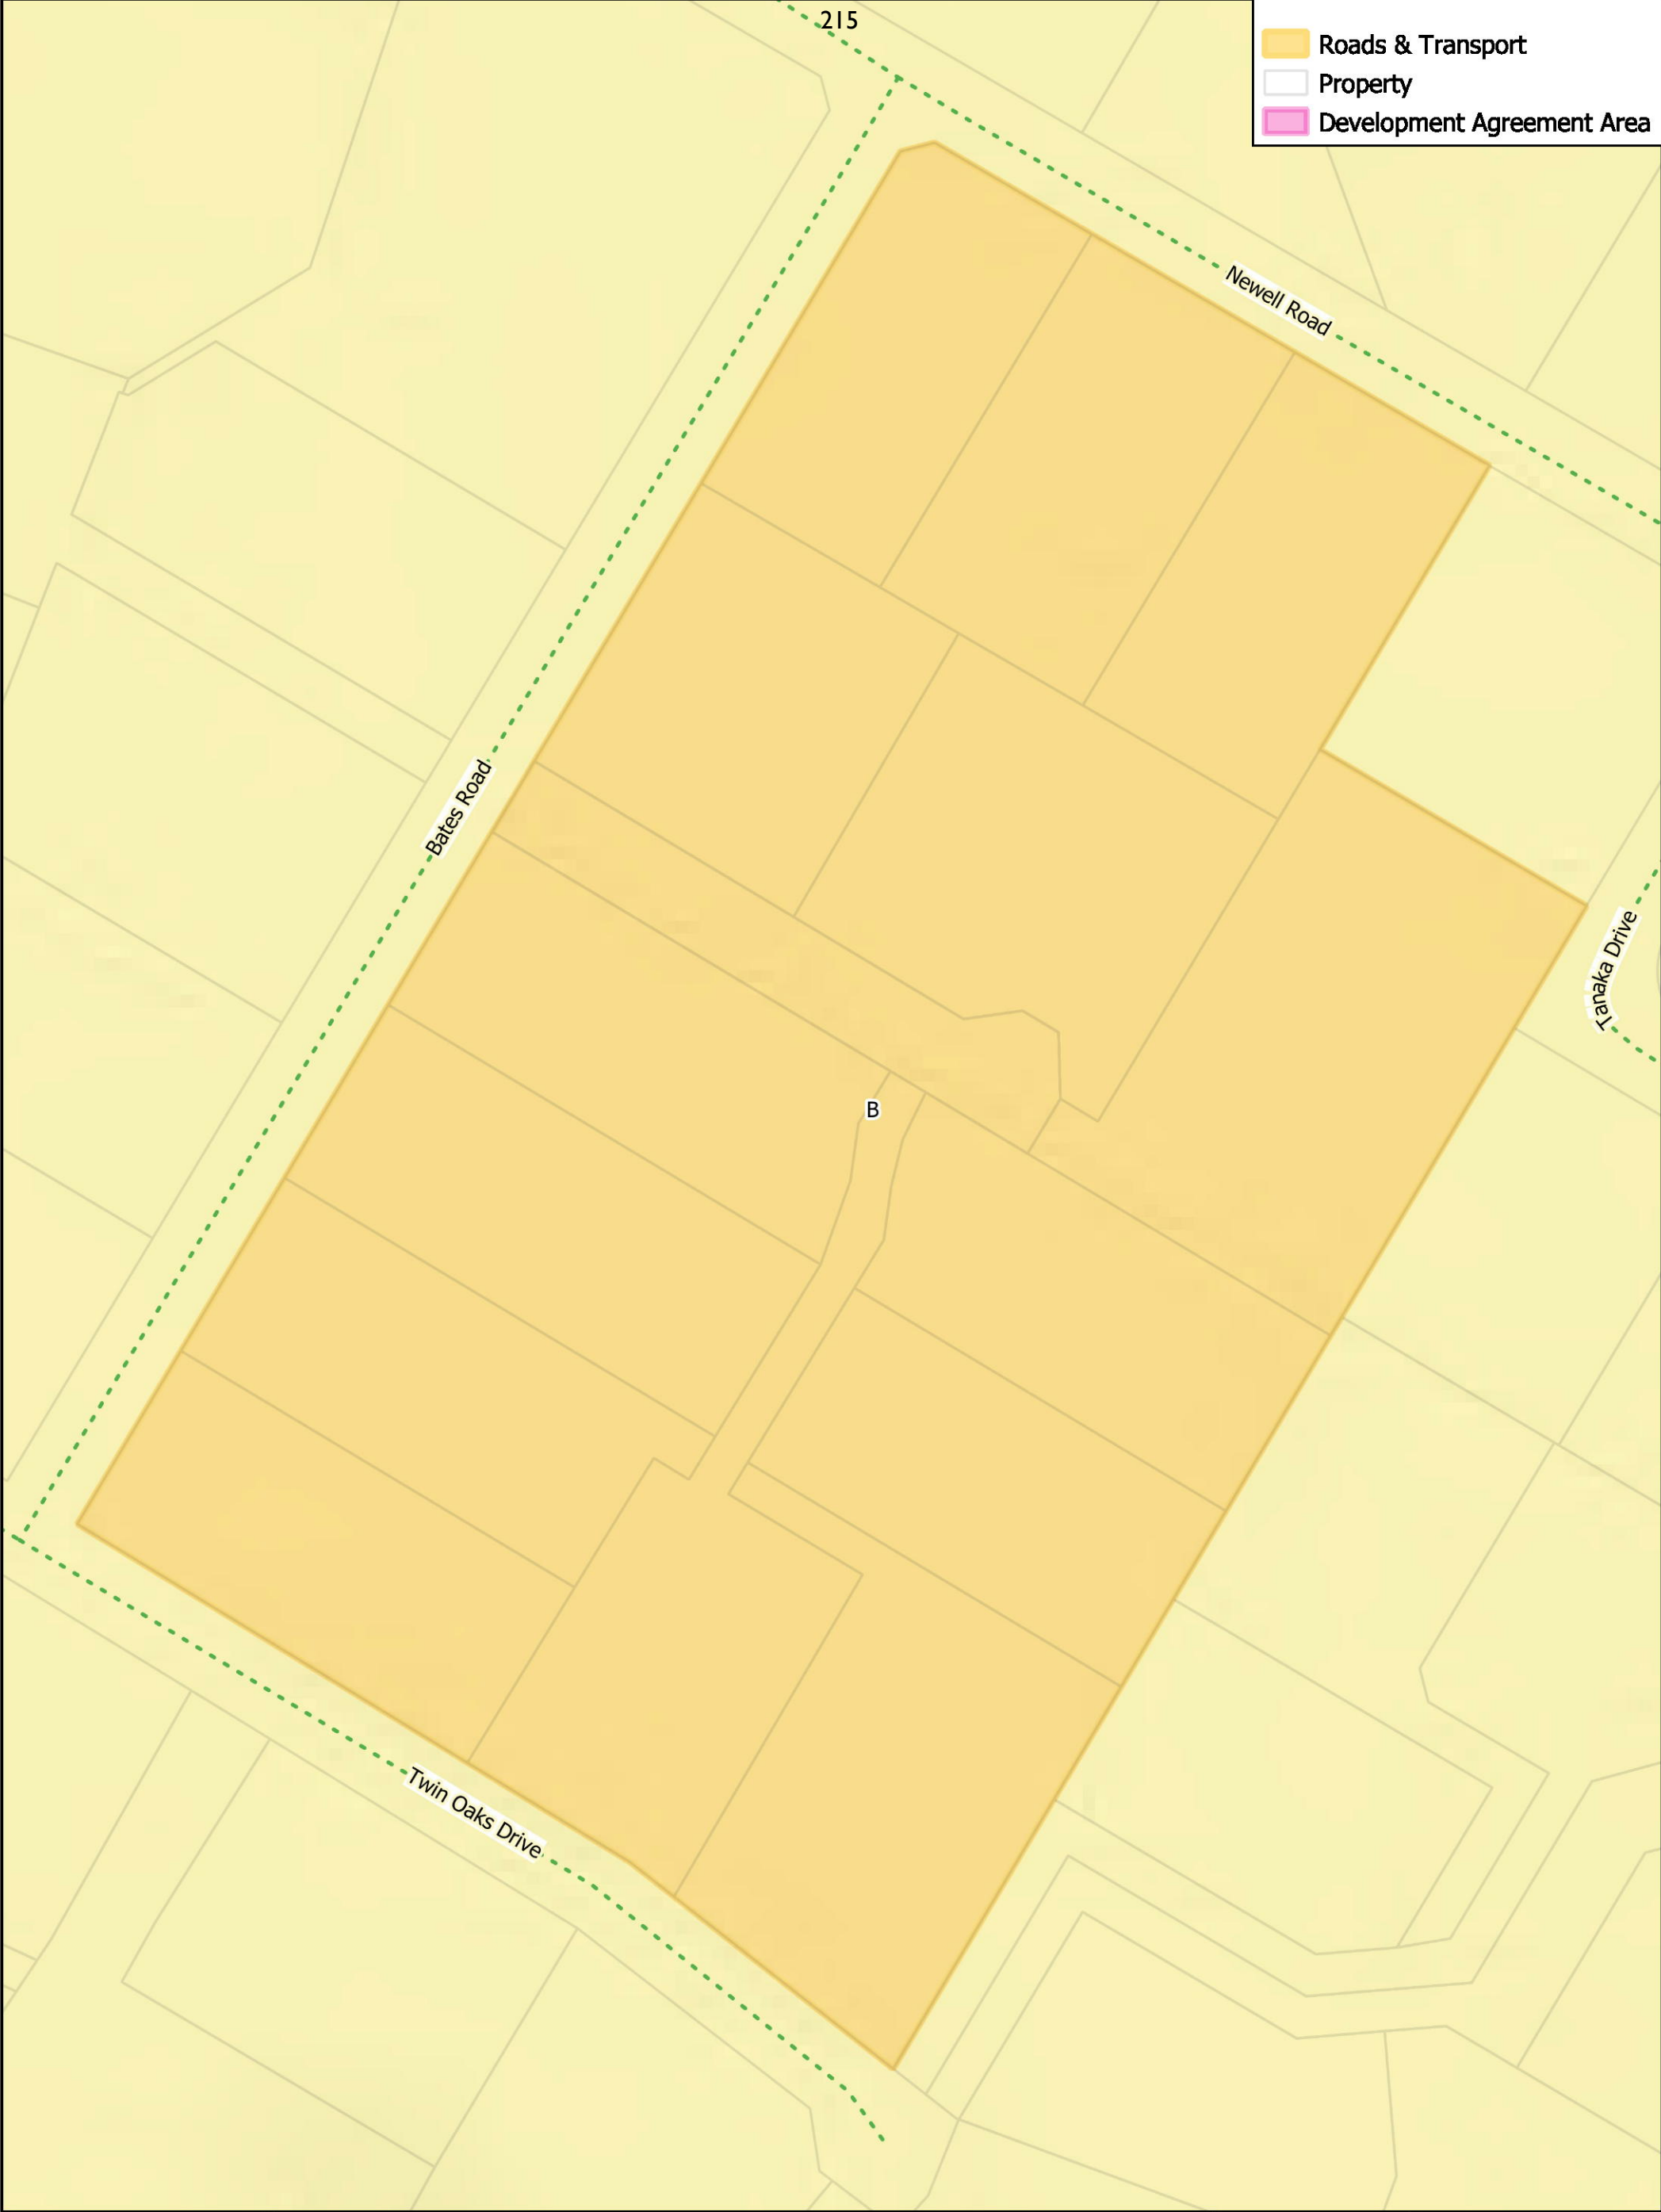 215
Roads & Transport
Property
Development Agreement Area
Newell Road
Bates Road
Tanaka Drive
B
Twin Oaks Drive